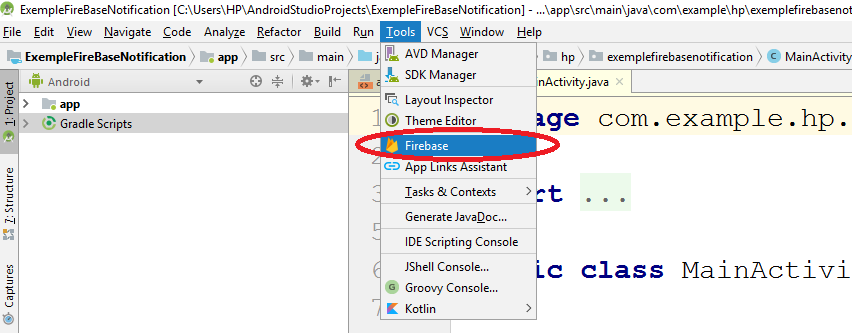 ExempleFireBaseNotification [C:\Users\HP\AndroidStudioProjects\ExempleFireBaseNotification] - ...\app\src\main\java\com\example\hp\exemplefirebasenot
File Edit View Navigate Code Analyze Refactor Build Run Tools VCS Window Help
ExempleFireBaseNotification app src main j hp exemplefirebasenotification MainActivity
Android
a
nActivity.java
1: Project
7: Structure
Captures
app
Gradle Scripts
AVD Manager
SDK Manager
Layout Inspector
Theme Editor
Firebase
App Links Assistant
Tasks & Contexts
Generate JavaDoc...
IDE Scripting Console
JShell Console...
Groovy Console...
Kotlin
1 age com.example.hp.
3 rt ...
6 ic class MainActivi
7